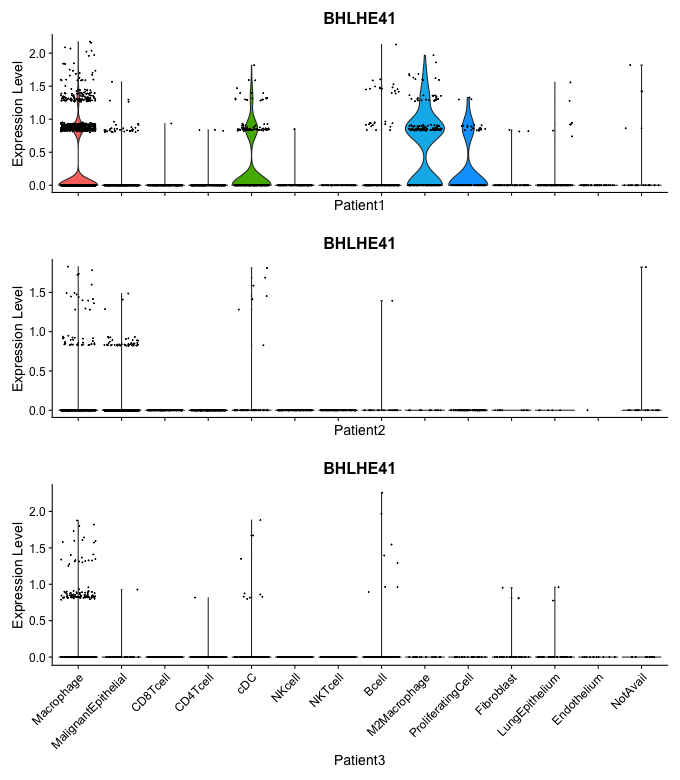 BHLHE41
Expression Level
2.0
1.5
1.0
0.5
0.0
Patient1
BHLHE41
Expression Level
1.5
1.0
0.5
0.0
Patient2
BHLHE41
Expression Level
2.0
1.5
1.0
0.5
0.0
Macrophage
MalignantEpithelial
CD8Tcell
CD4Tcell
cDC
NKcell
NKTcell
Bcell
M2Macrophage
ProliferatingCell
Fibroblast
LungEpithelium
Endothelium
NotAvail
Patient3